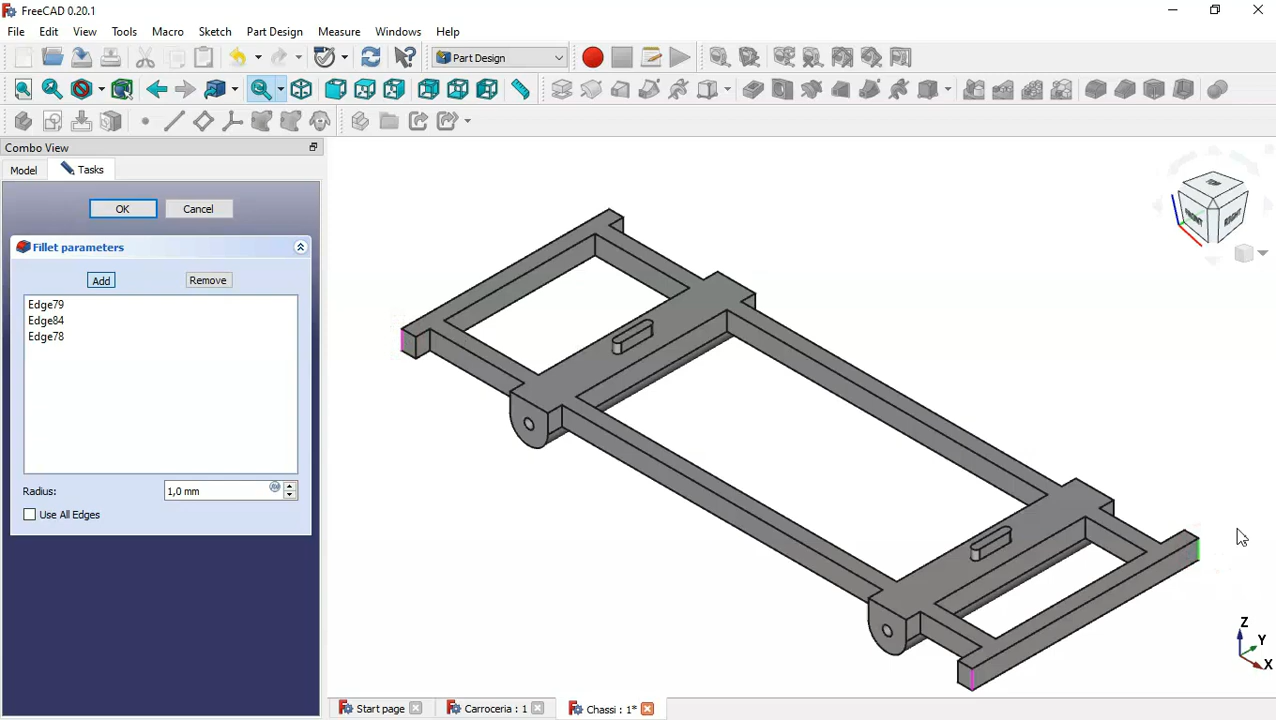 FreeCAD 0.20.1
File Edit View Tools Macro Sketch Part Design Measure Windows Help
Part Design
Combo View
Model Tasks
OK Cancel
Fillet parameters
Add Remove
Edge79
Edge84
Edge78
Radius: 1,0 mm
Use All Edges
FRONT RIGHT
Z
Y
X
Start page Carroceria : 1 Chassi : 1*